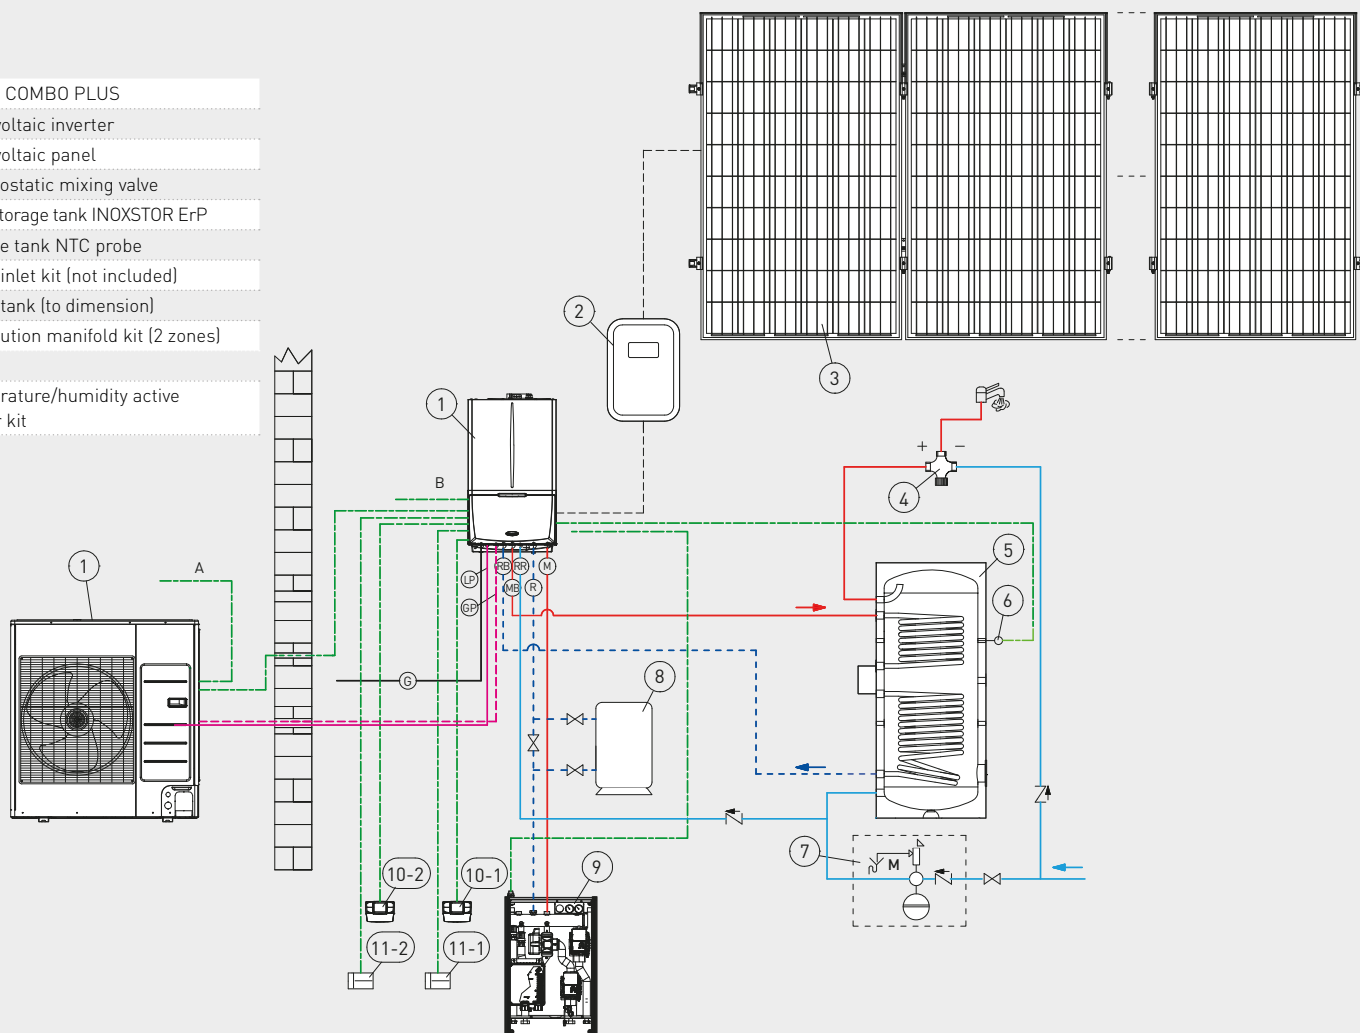 COMBO PLUS
voltaic inverter
voltaic panel
ostatic mixing valve
torage tank INOXSTOR ErP
e tank NTC probe
inlet kit (not included)
tank (to dimension)
ution manifold kit (2 zones)
rature/humidity active
r kit
2
3
1
+ −
4
B
A
1
5
6
LP
RB
RR
M
MB
R
GP
G
8
7
M
9
10-2
10-1
11-2
11-1